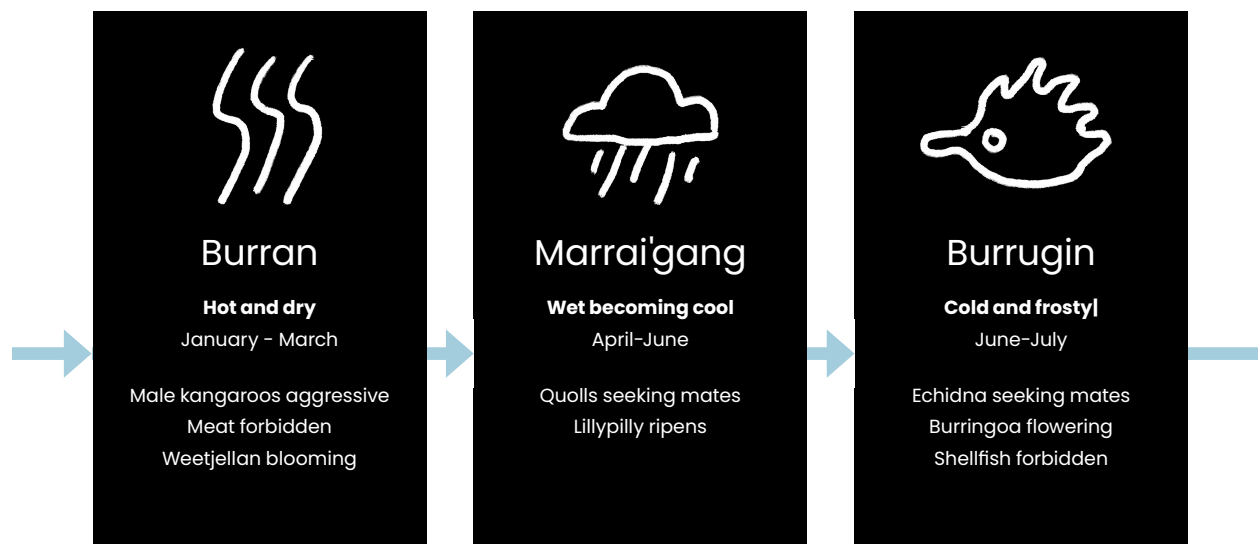 Burran
Hot and dry
January - March
Male kangaroos aggressive
Meat forbidden
Weetjellan blooming
Marrai'gang
Wet becoming cool
April-June
Quolls seeking mates
Lillypilly ripens
Burrugin
Cold and frosty|
June-July
Echidna seeking mates
Burringoa flowering
Shellfish forbidden